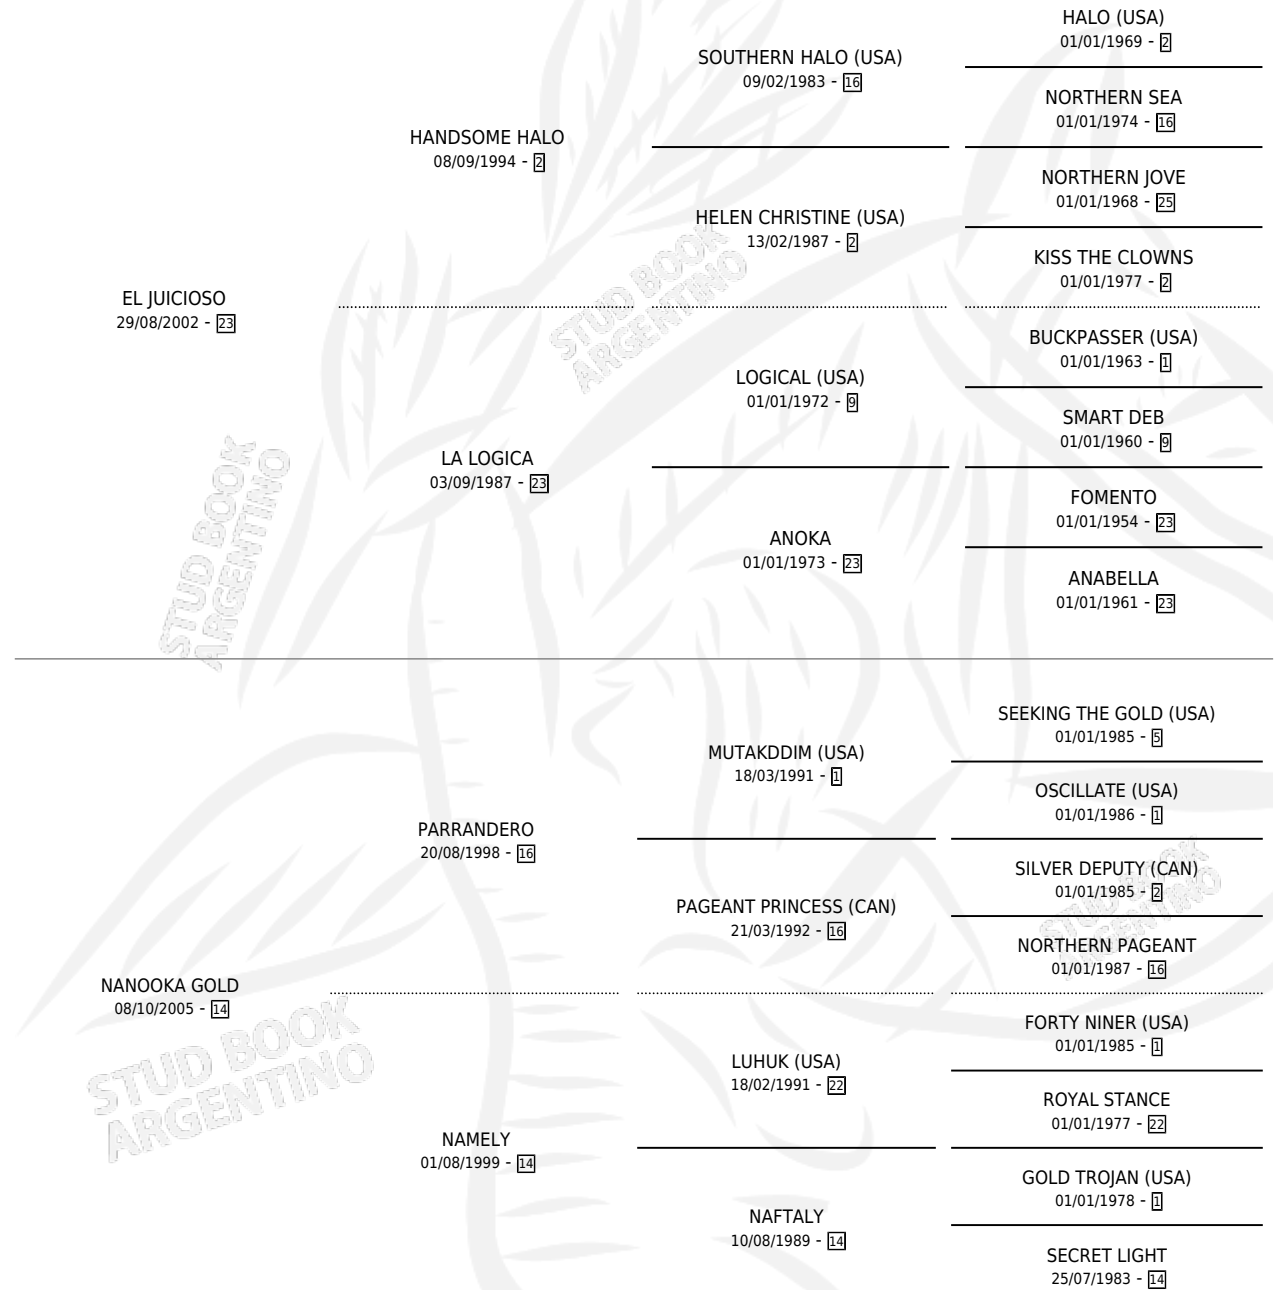 HALO (USA)
01/01/1969 - 2
SOUTHERN HALO (USA)
09/02/1983 - 16
NORTHERN SEA
01/01/1974 - 16
HANDSOME HALO
08/09/1994 - 2
NORTHERN JOVE
01/01/1968 - 25
HELEN CHRISTINE (USA)
13/02/1987 - 2
KISS THE CLOWNS
01/01/1977 - 2
EL JUICIOSO
29/08/2002 - 23
BUCKPASSER (USA)
01/01/1963 - 1
LOGICAL (USA)
01/01/1972 - 9
SMART DEB
01/01/1960 - 9
LA LOGICA
03/09/1987 - 23
FOMENTO
01/01/1954 - 23
ANOKA
01/01/1973 - 23
ANABELLA
01/01/1961 - 23
SEEKING THE GOLD (USA)
01/01/1985 - 5
MUTAKDDIM (USA)
18/03/1991 - 1
OSCILLATE (USA)
01/01/1986 - 1
PARRANDERO
20/08/1998 - 16
SILVER DEPUTY (CAN)
01/01/1985 - 2
PAGEANT PRINCESS (CAN)
21/03/1992 - 16
NORTHERN PAGEANT
01/01/1987 - 16
NANOOKA GOLD
08/10/2005 - 14
FORTY NINER (USA)
01/01/1985 - 1
LUHUK (USA)
18/02/1991 - 22
ROYAL STANCE
01/01/1977 - 22
NAMELY
01/08/1999 - 14
GOLD TROJAN (USA)
01/01/1978 - 1
NAFTALY
10/08/1989 - 14
SECRET LIGHT
25/07/1983 - 14
STUD BOOK
ARGENTINO
STUD BOOK
ARGENTINO
STUD BOOK
ARGENTINO
STUD BOOK
ARGENTINO